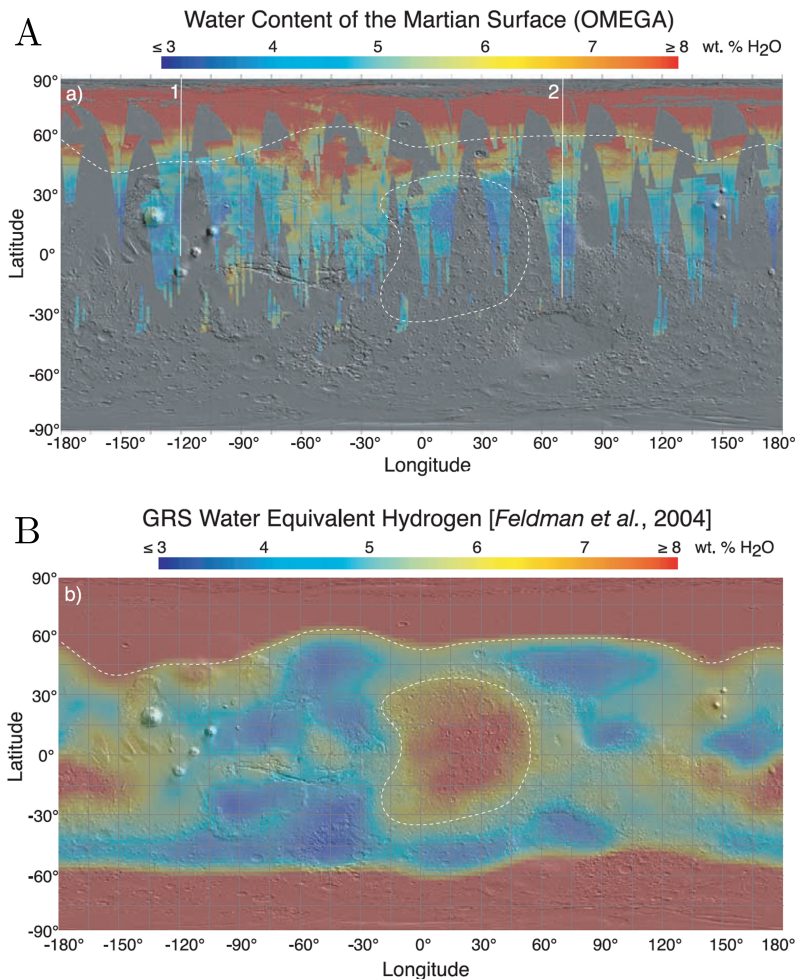 A
Water Content of the Martian Surface (OMEGA)
≤ 3 4 5 6 7 ≥ 8 wt. % H2O
a) 1 2
90°
60°
30°
0°
-30°
-60°
-90°
Latitude
-180° -150° -120° -90° -60° -30° 0° 30° 60° 90° 120° 150° 180°
Longitude
B
GRS Water Equivalent Hydrogen [Feldman et al., 2004]
≤ 3 4 5 6 7 ≥ 8 wt. % H2O
b)
90°
60°
30°
0°
-30°
-60°
-90°
Latitude
-180° -150° -120° -90° -60° -30° 0° 30° 60° 90° 120° 150° 180°
Longitude